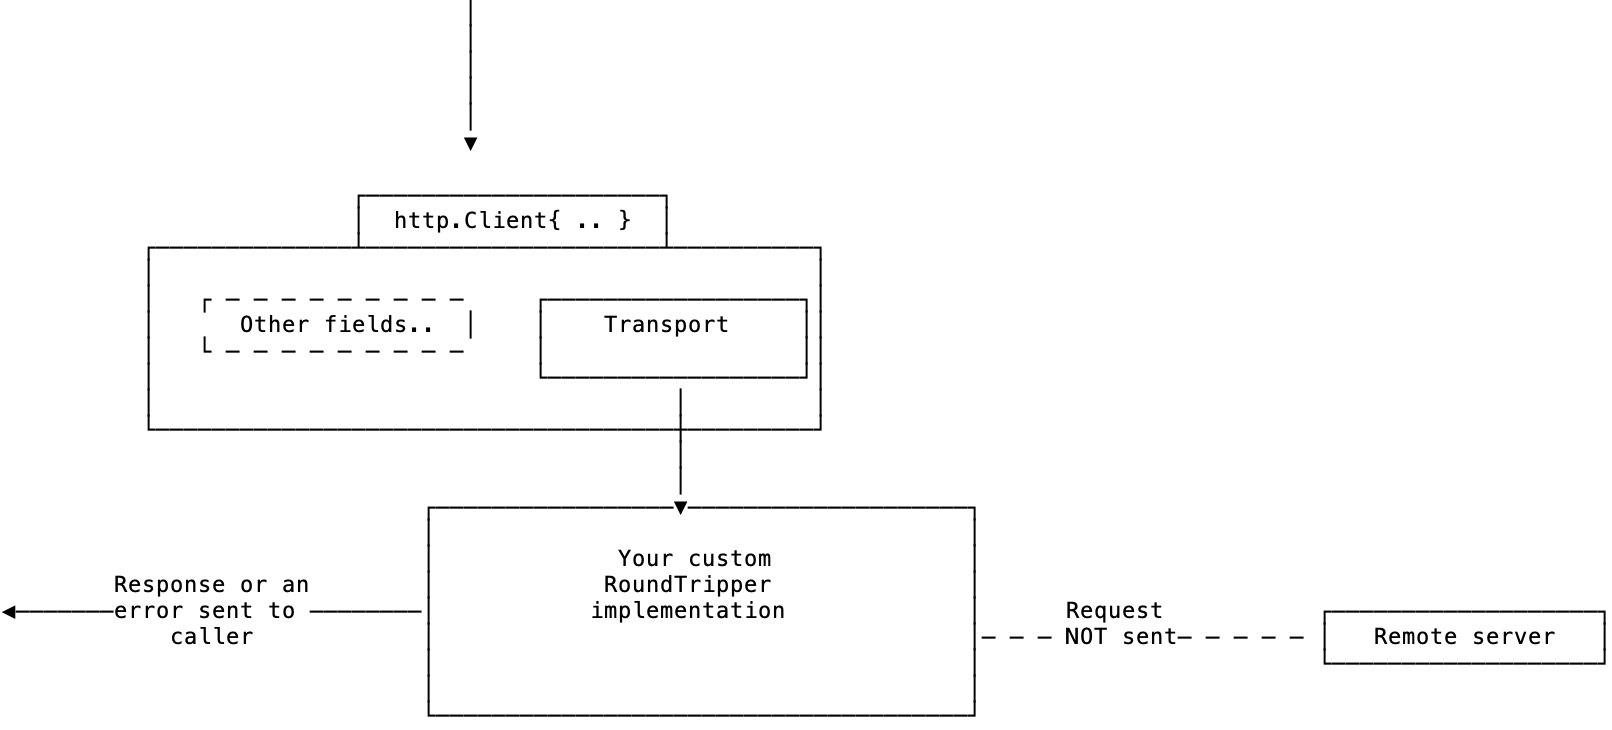 http.Client{ .. }
Other fields..
Transport
Your custom
RoundTripper
implementation
Response or an
error sent to
caller
Request
NOT sent
Remote server